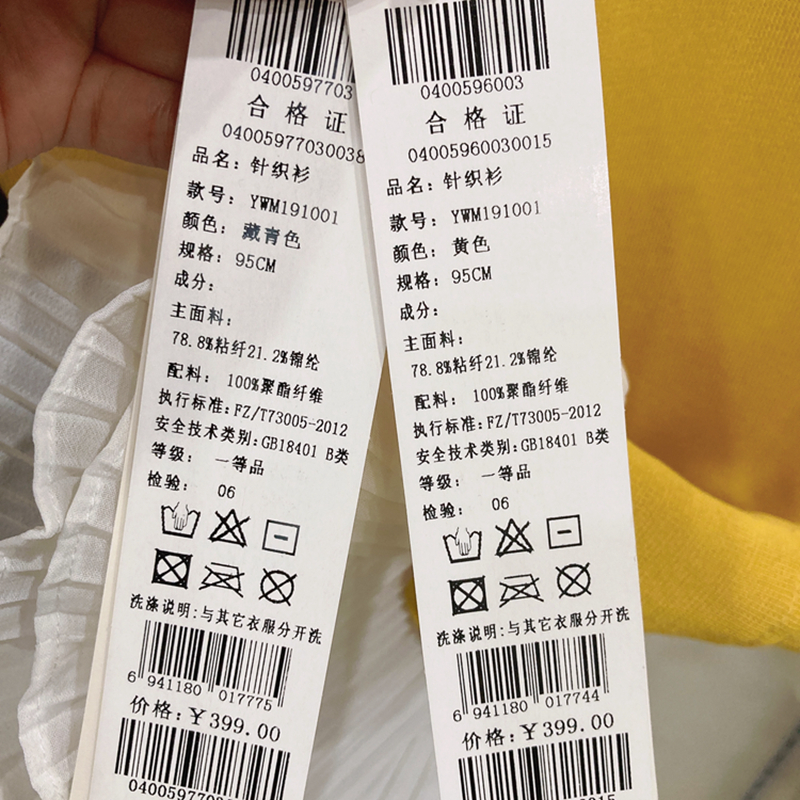 0400597703
合格证
04005977030038
品名：针织衫
款号：YWM191001
颜色：藏青色
规格：95CM
成分：
主面料：
78.8%粘纤21.2%锦纶
配料：100%聚酯纤维
执行标准:FZ/T73005-2012
安全技术类别:GB18401 B类
等级：一等品
检验：06
洗涤说明:与其它衣服分开洗
6 941180 017775
价格:￥399.00
0400596003
合格证
04005960030015
品名：针织衫
款号：YWM191001
颜色：黄色
规格：95CM
成分：
主面料：
78.8%粘纤21.2%锦纶
配料：100%聚酯纤维
执行标准:FZ/T73005-2012
安全技术类别:GB18401 B类
等级：一等品
检验：06
洗涤说明:与其它衣服分开洗
6 941180 017744
价格:￥399.00